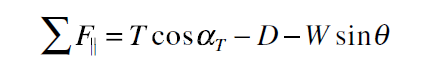 ∑F∥ = T cos α_T − D − W sin θ